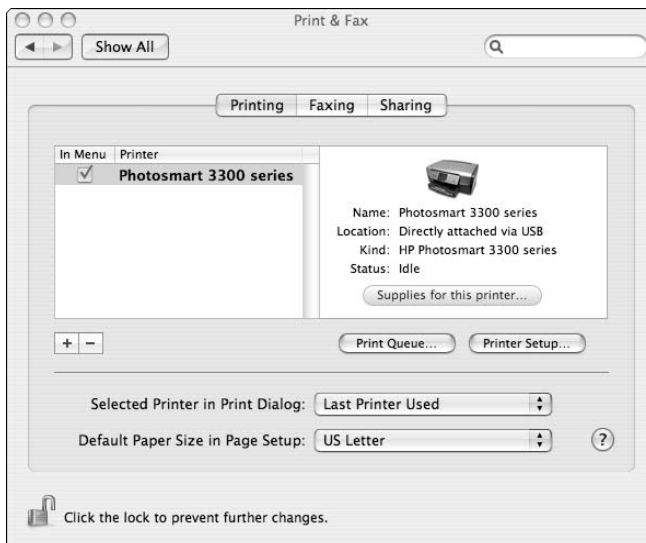 Print & Fax
Show All
Printing Faxing Sharing
In Menu Printer
Photosmart 3300 series
Name: Photosmart 3300 series
Location: Directly attached via USB
Kind: HP Photosmart 3300 series
Status: Idle
Supplies for this printer...
+ −
Print Queue... Printer Setup...
Selected Printer in Print Dialog: Last Printer Used
Default Paper Size in Page Setup: US Letter
?
Click the lock to prevent further changes.